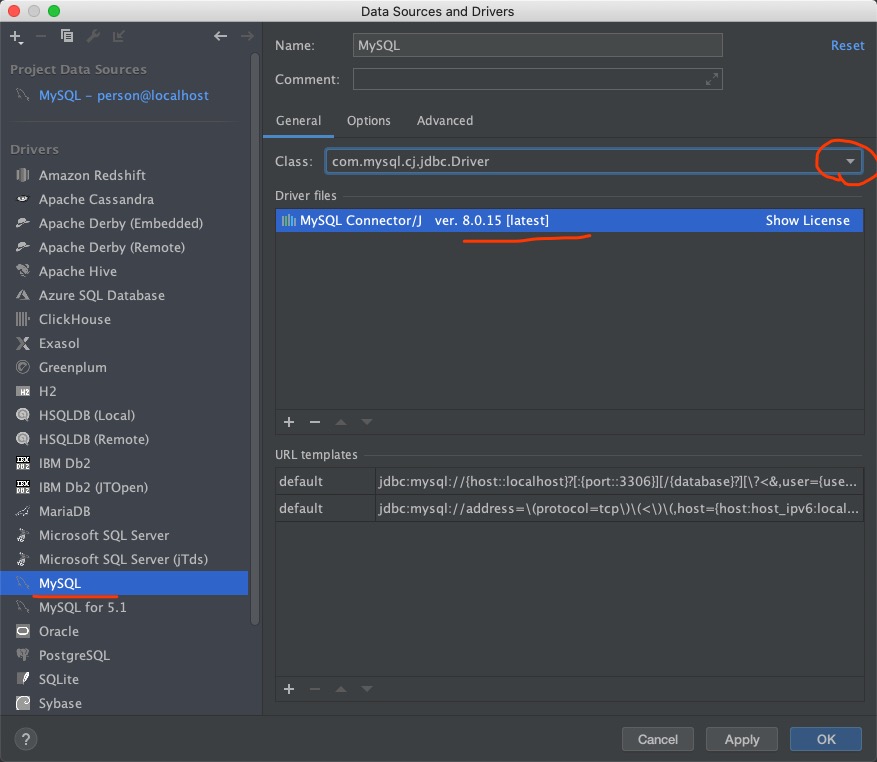 Data Sources and Drivers
Name: MySQL Reset
Comment:
Project Data Sources
MySQL – person@localhost
General Options Advanced
Class: com.mysql.cj.jdbc.Driver
Driver files
MySQL Connector/J ver. 8.0.15 [latest] Show License
Drivers
Amazon Redshift
Apache Cassandra
Apache Derby (Embedded)
Apache Derby (Remote)
Apache Hive
Azure SQL Database
ClickHouse
Exasol
Greenplum
H2
HSQLDB (Local)
HSQLDB (Remote)
IBM Db2
IBM Db2 (JTOpen)
MariaDB
Microsoft SQL Server
Microsoft SQL Server (jTds)
MySQL
MySQL for 5.1
Oracle
PostgreSQL
SQLite
Sybase
URL templates
default jdbc:mysql://{host::localhost}?[:{port::3306}][/{database}?][\?<&,user={use...
default jdbc:mysql://address=\(protocol=tcp\)\(<\)\(,host={host:host_ipv6:local...
? Cancel Apply OK